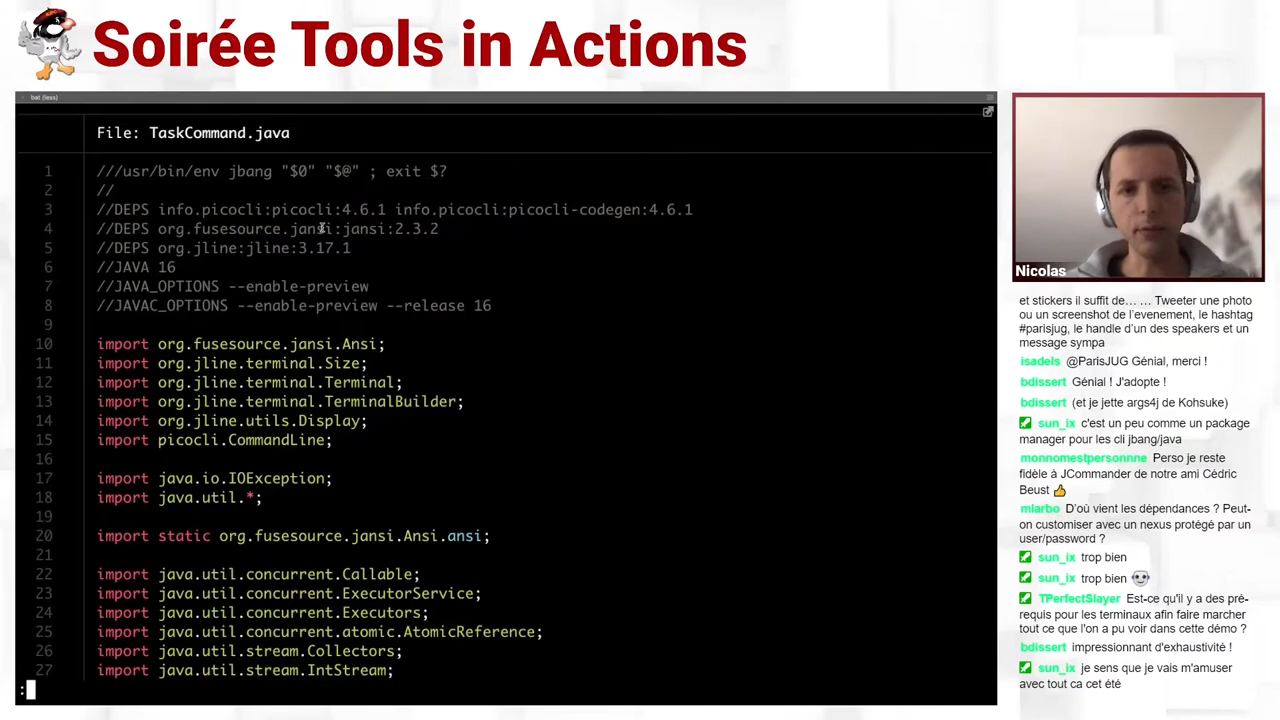 Soirée Tools in Actions
bat (less)
File: TaskCommand.java
1 ///usr/bin/env jbang "$0" "$@" ; exit $?
2 //
3 //DEPS info.picocli:picocli:4.6.1 info.picocli:picocli-codegen:4.6.1
4 //DEPS org.fusesource.jansi:jansi:2.3.2
5 //DEPS org.jline:jline:3.17.1
6 //JAVA 16
7 //JAVA_OPTIONS --enable-preview
8 //JAVAC_OPTIONS --enable-preview --release 16
9
10 import org.fusesource.jansi.Ansi;
11 import org.jline.terminal.Size;
12 import org.jline.terminal.Terminal;
13 import org.jline.terminal.TerminalBuilder;
14 import org.jline.utils.Display;
15 import picocli.CommandLine;
16
17 import java.io.IOException;
18 import java.util.*;
19
20 import static org.fusesource.jansi.Ansi.ansi;
21
22 import java.util.concurrent.Callable;
23 import java.util.concurrent.ExecutorService;
24 import java.util.concurrent.Executors;
25 import java.util.concurrent.atomic.AtomicReference;
26 import java.util.stream.Collectors;
27 import java.util.stream.IntStream;
:
Nicolas
et stickers il suffit de… … Tweeter une photo
ou un screenshot de l'evenement, le hashtag
#parisjug, le handle d'un des speakers et un
message sympa
isadels @ParisJUG Génial, merci !
bdissert Génial ! J'adopte !
bdissert (et je jette args4j de Kohsuke)
sun_ix c'est un peu comme un package
manager pour les cli jbang/java
monnomestpersonnne Perso je reste
fidèle à JCommander de notre ami Cédric
Beust 👍
mlarbo D'où vient les dépendances ? Peut-
on customiser avec un nexus protégé par un
user/password ?
sun_ix trop bien
sun_ix trop bien
TPerfectSlayer Est-ce qu'il y a des pré-
requis pour les terminaux afin faire marcher
tout ce que l'on a pu voir dans cette démo ?
bdissert impressionnant d'exhaustivité !
sun_ix je sens que je vais m'amuser
avec tout ca cet été